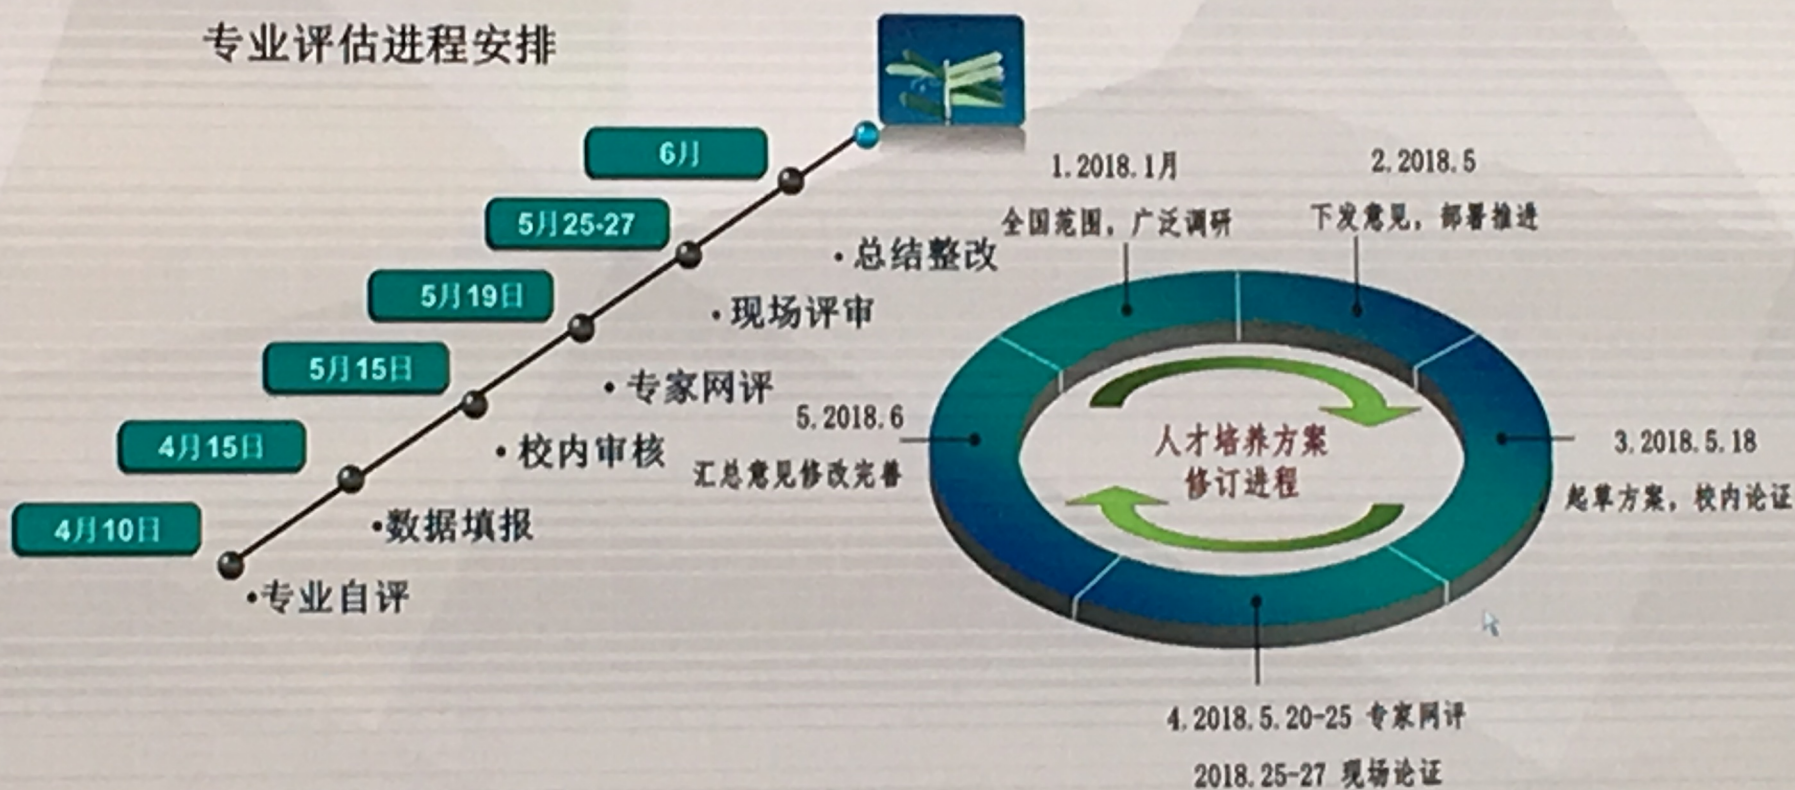 专业评估进程安排
6月
5月25-27
5月19日
5月15日
4月15日
4月10日
·总结整改
·现场评审
·专家网评
·校内审核
·数据填报
·专业自评
1.2018.1月
全国范围，广泛调研
2.2018.5
下发意见，部署推进
3.2018.5.18
起草方案，校内论证
4.2018.5.20-25 专家网评
2018.25-27 现场论证
5.2018.6
汇总意见修改完善
人才培养方案
修订进程